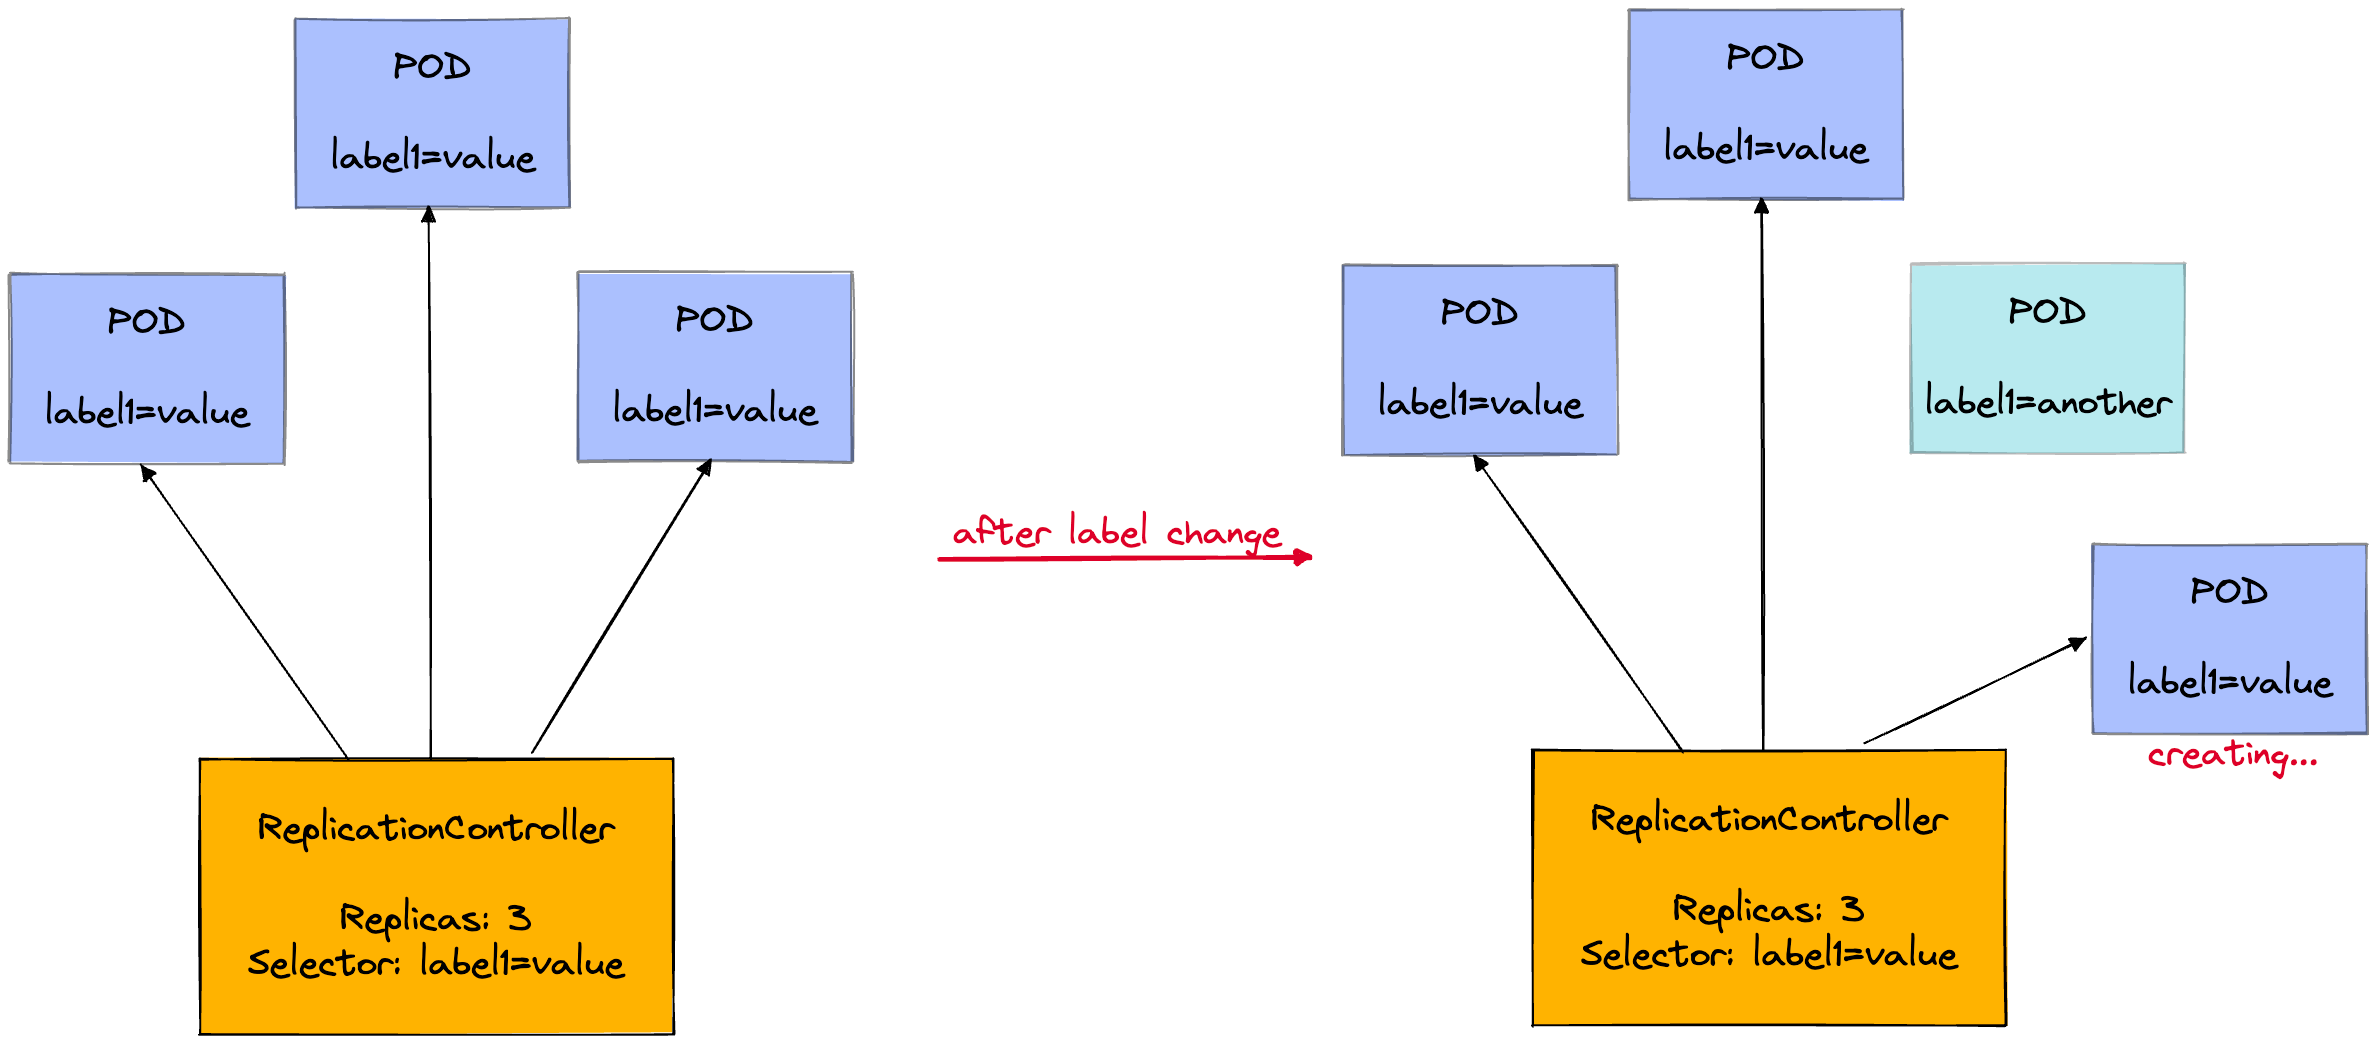 POD
label1=value
POD
label1=value
POD
label1=value
ReplicationController
Replicas: 3
Selector: label1=value
after label change
POD
label1=value
POD
label1=value
POD
label1=another
POD
label1=value
creating...
ReplicationController
Replicas: 3
Selector: label1=value